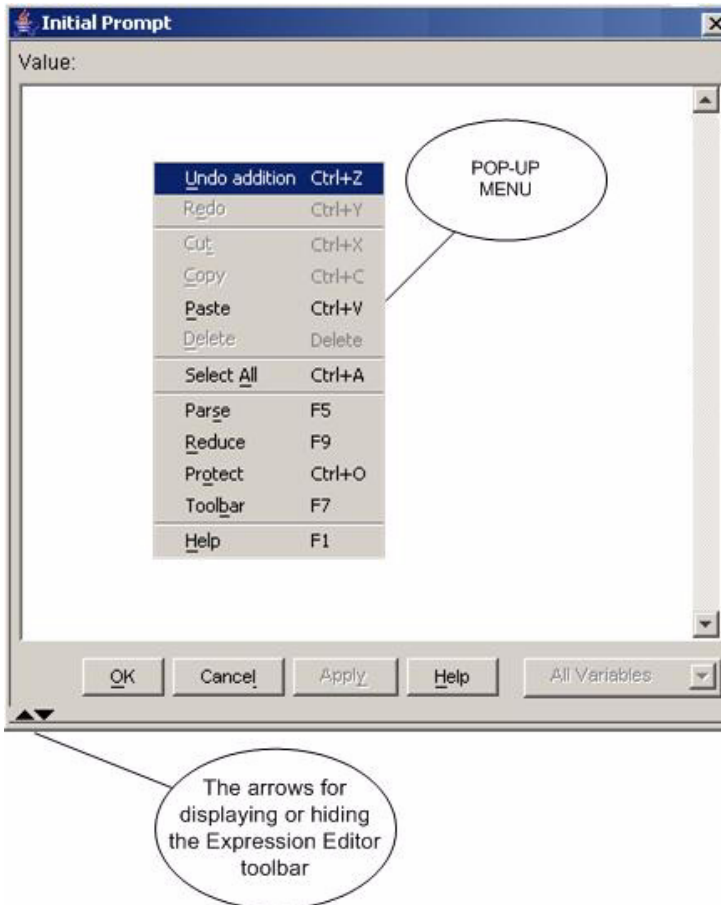 Initial Prompt
Value:
POP-UP
MENU
Undo addition Ctrl+Z
Redo Ctrl+Y
Cut Ctrl+X
Copy Ctrl+C
Paste Ctrl+V
Delete Delete
Select All Ctrl+A
Parse F5
Reduce F9
Protect Ctrl+O
Toolbar F7
Help F1
OK Cancel Apply Help All Variables
The arrows for
displaying or hiding
the Expression Editor
toolbar